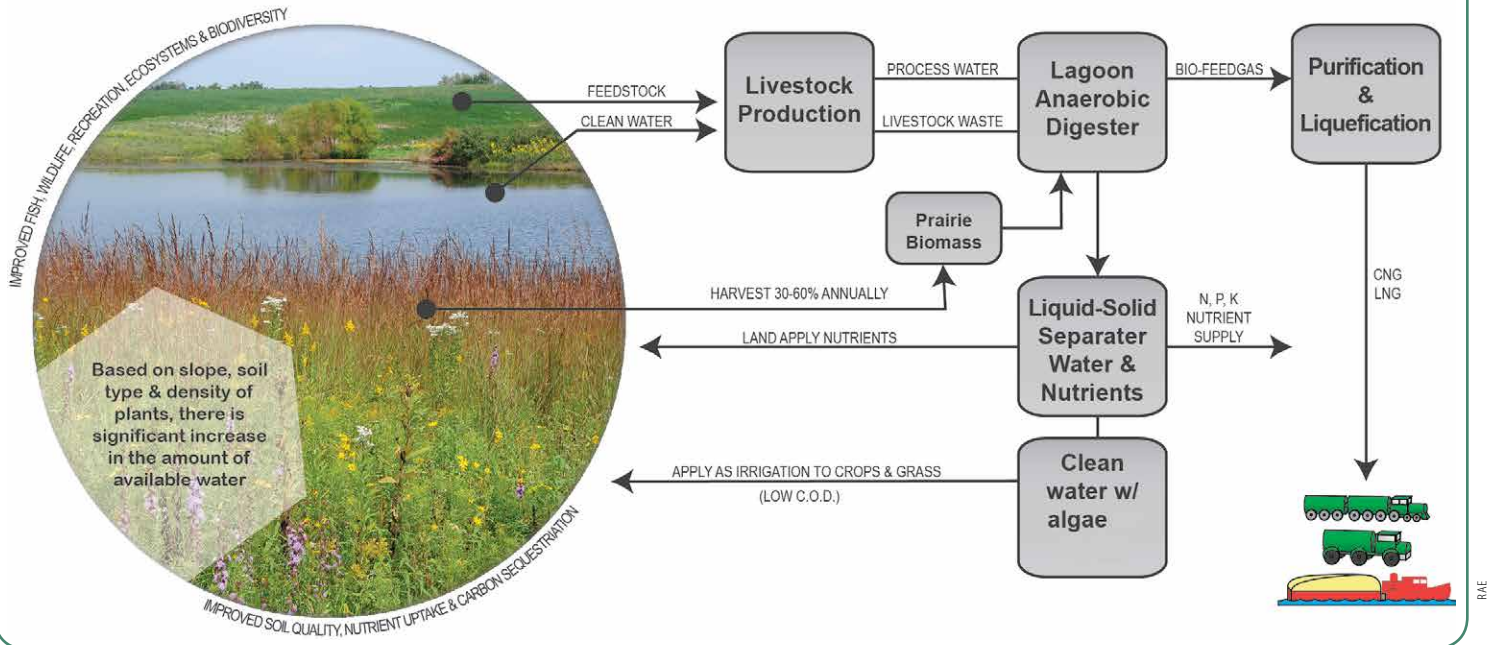 IMPROVED FISH, WILDLIFE, RECREATION, ECOSYSTEMS & BIODIVERSITY
Based on slope, soil
type & density of
plants, there is
significant increase
in the amount of
available water
IMPROVED SOIL QUALITY, NUTRIENT UPTAKE & CARBON SEQUESTRIATION
FEEDSTOCK
CLEAN WATER
Livestock
Production
PROCESS WATER
LIVESTOCK WASTE
Lagoon
Anaerobic
Digester
BIO-FEEDGAS
Purification
&
Liquefication
Prairie
Biomass
HARVEST 30-60% ANNUALLY
LAND APPLY NUTRIENTS
Liquid-Solid
Separater
Water &
Nutrients
N, P, K
NUTRIENT
SUPPLY
CNG
LNG
APPLY AS IRRIGATION TO CROPS & GRASS
(LOW C.O.D.)
Clean
water w/
algae
RAE